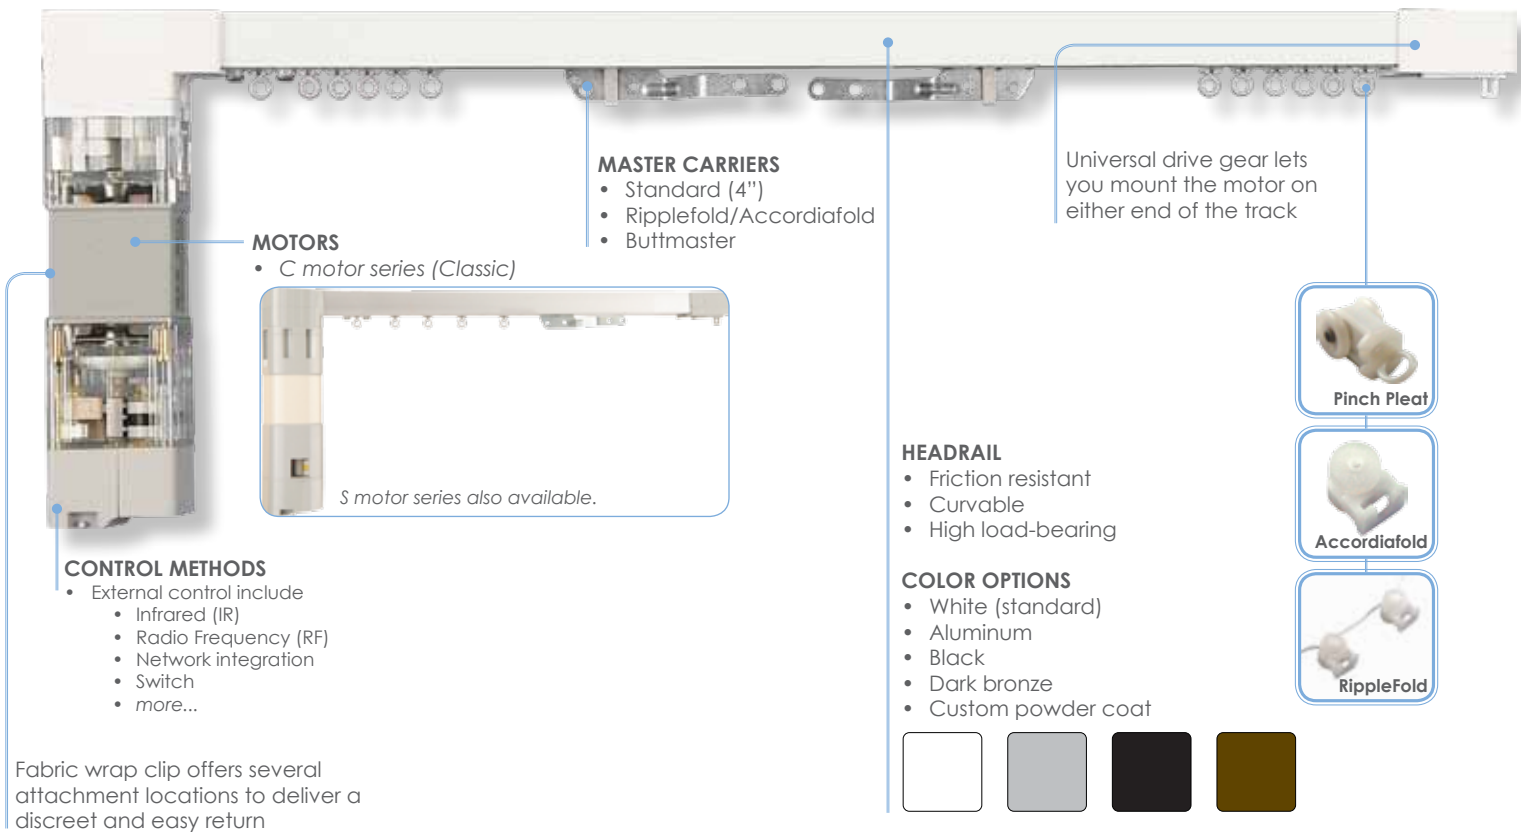 MASTER CARRIERS
• Standard (4”)
• Ripplefold/Accordiafold
• Buttmaster
Universal drive gear lets
you mount the motor on
either end of the track
MOTORS
• C motor series (Classic)
S motor series also available.
Pinch Pleat
Accordiafold
RippleFold
HEADRAIL
• Friction resistant
• Curvable
• High load-bearing
COLOR OPTIONS
• White (standard)
• Aluminum
• Black
• Dark bronze
• Custom powder coat
CONTROL METHODS
• External control include
• Infrared (IR)
• Radio Frequency (RF)
• Network integration
• Switch
• more...
Fabric wrap clip offers several
attachment locations to deliver a
discreet and easy return